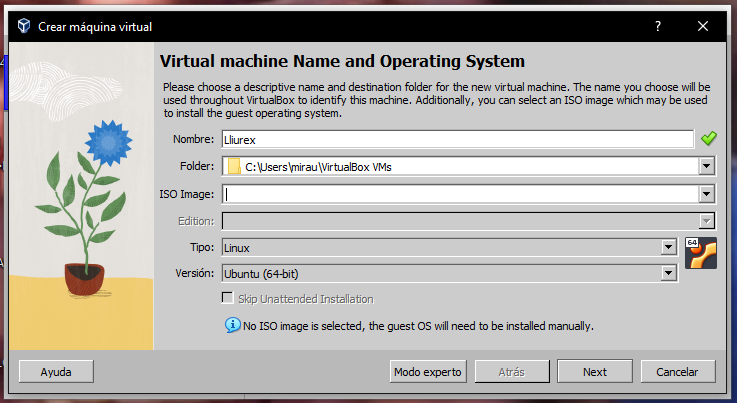 Crear máquina virtual
?
Virtual machine Name and Operating System
Please choose a descriptive name and destination folder for the new virtual machine. The name you choose will be
used throughout VirtualBox to identify this machine. Additionally, you can select an ISO image which may be used
to install the guest operating system.
Nombre: Lliurex
Folder: C:\Users\mirau\VirtualBox VMs
ISO Image:
Edition:
Tipo: Linux
64
Versión: Ubuntu (64-bit)
Skip Unattended Installation
No ISO image is selected, the guest OS will need to be installed manually.
Ayuda Modo experto Atrás Next Cancelar